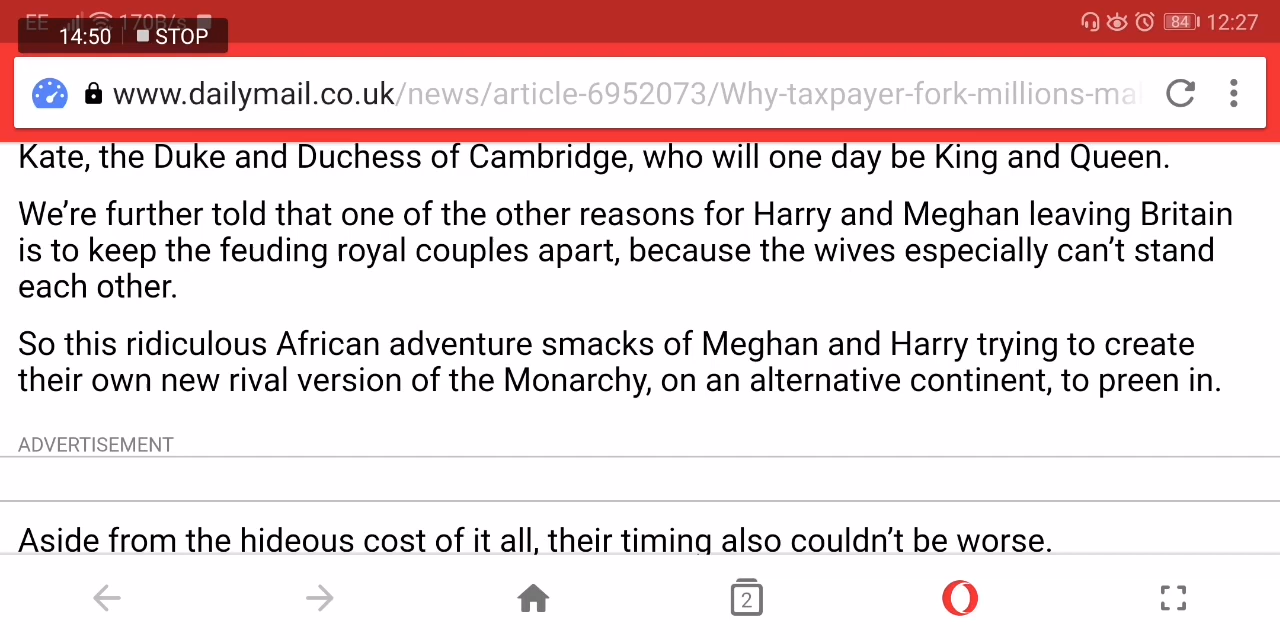 EE 170B/s 84 12:27
14:50 STOP
www.dailymail.co.uk/news/article-6952073/Why-taxpayer-fork-millions-ma
Kate, the Duke and Duchess of Cambridge, who will one day be King and Queen.
We’re further told that one of the other reasons for Harry and Meghan leaving Britain
is to keep the feuding royal couples apart, because the wives especially can’t stand
each other.
So this ridiculous African adventure smacks of Meghan and Harry trying to create
their own new rival version of the Monarchy, on an alternative continent, to preen in.
ADVERTISEMENT
Aside from the hideous cost of it all, their timing also couldn’t be worse.
2